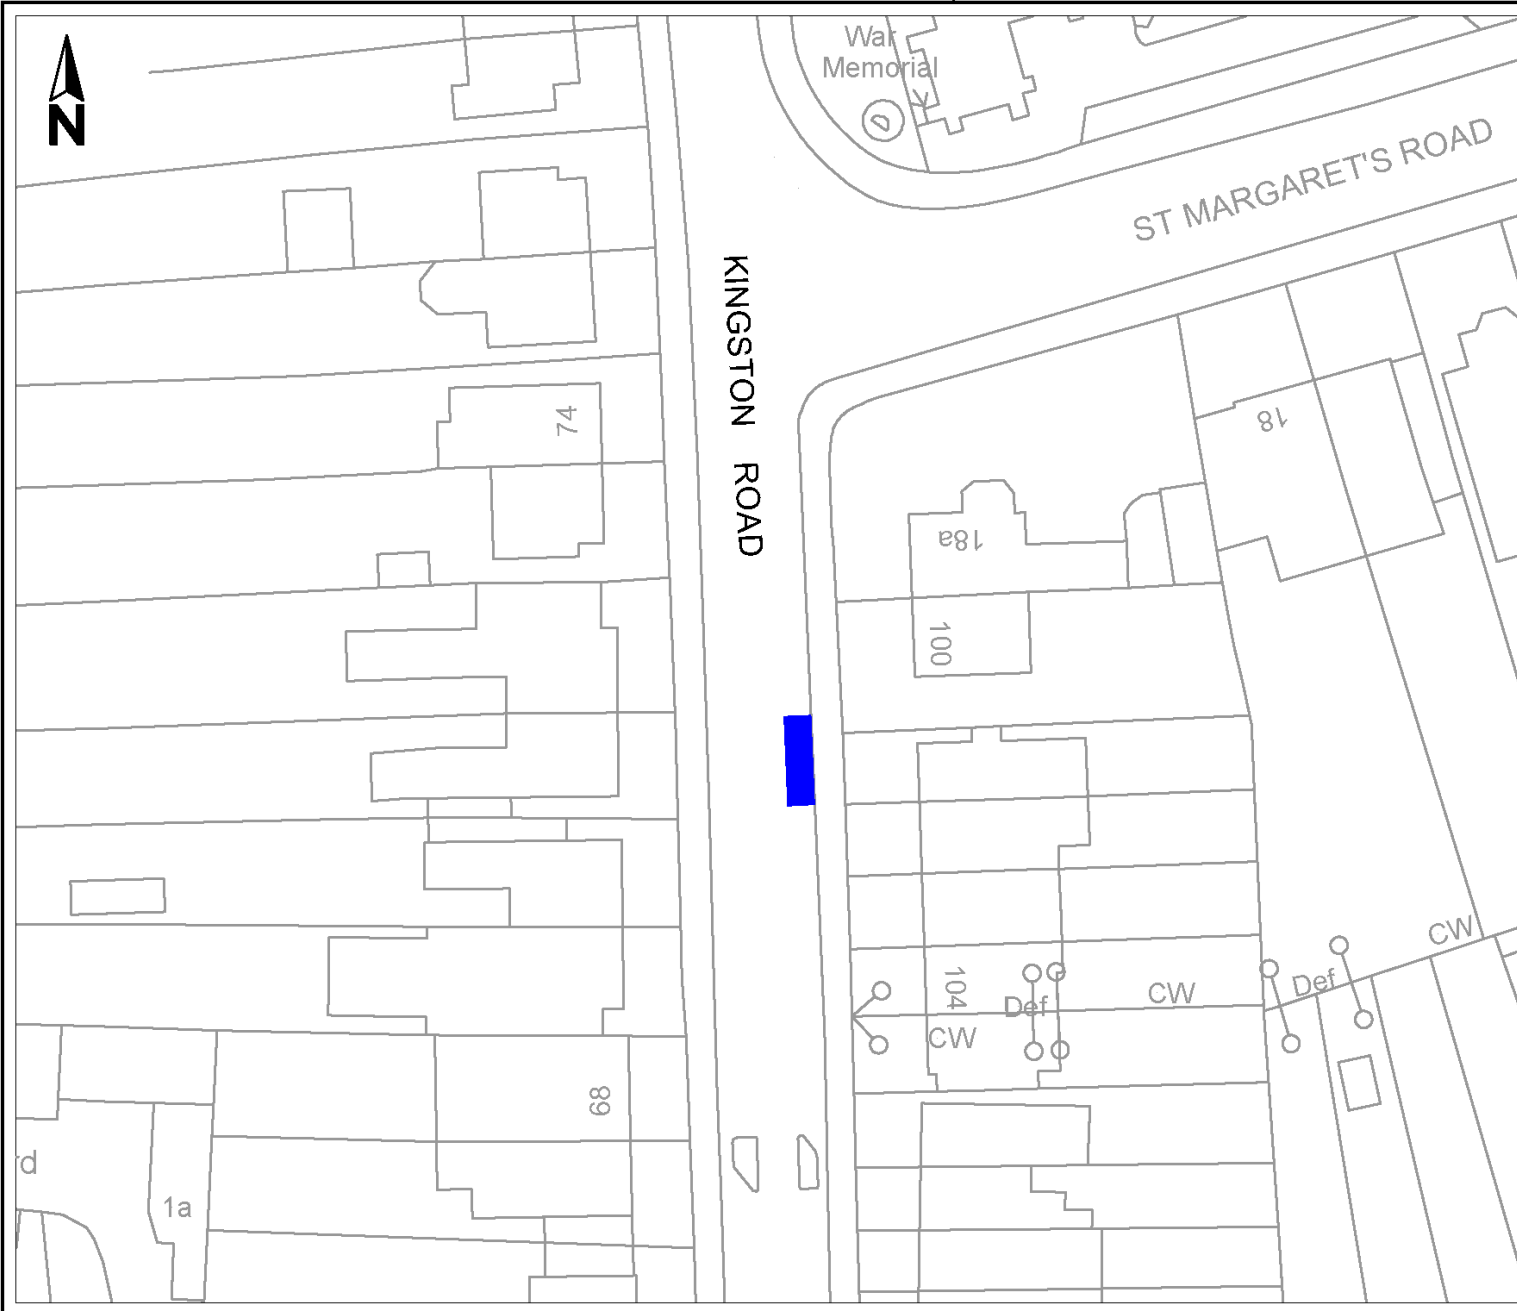 N
War
Memorial
ST MARGARET'S ROAD
KINGSTON ROAD
74
18
18a
100
CW
Def
104
Def
CW
CW
68
rd
1a